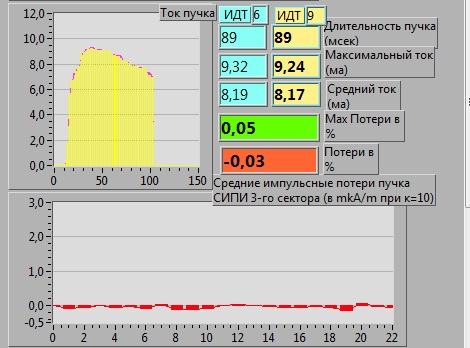 Ток пучка
ИДТ 6 ИДТ 9
89 89 Длительность пучка
(мсек)
9,32 9,24 Максимальный ток
(ма)
8,19 8,17 Средний ток
(ма)
0,05 Max Потери в
%
-0,03 Потери в
%
12,0
10,0
8,0
6,0
4,0
2,0
0,0
0 50 100 150
Средние импульсные потери пучка
СИПИ 3-го сектора (в mkA/m при к=10)
3,0
2,0
1,0
0,0
-0,5
0 2 4 6 8 10 12 14 16 18 20 22